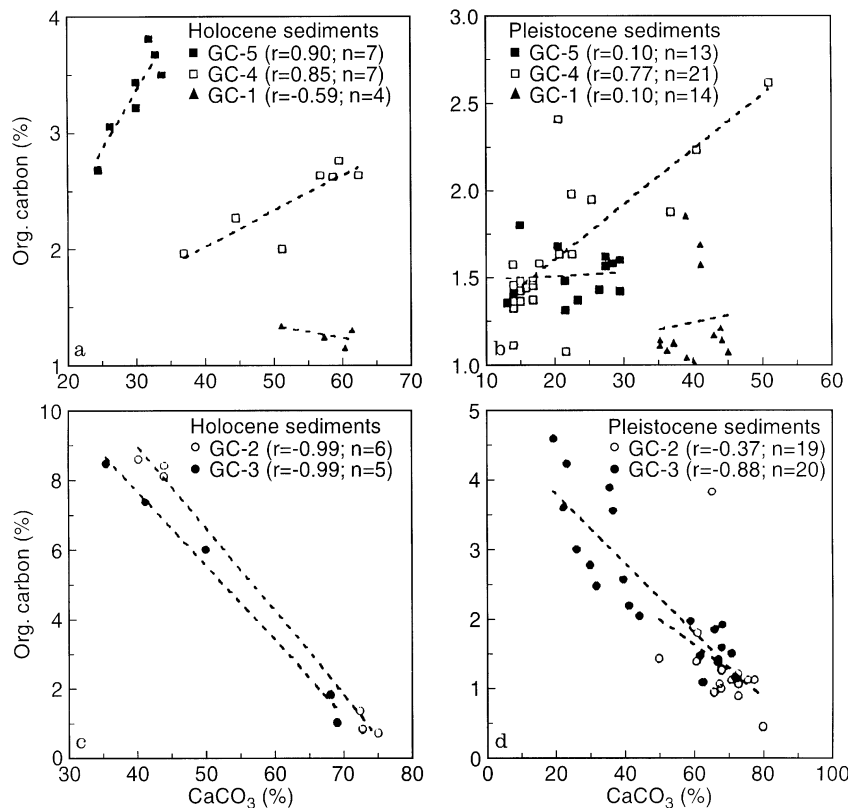 Holocene sediments
GC-5 (r=0.90; n=7)
GC-4 (r=0.85; n=7)
GC-1 (r=-0.59; n=4)
4
3
2
1
Org. carbon (%)
a
20 30 40 50 60 70
Pleistocene sediments
GC-5 (r=0.10; n=13)
GC-4 (r=0.77; n=21)
GC-1 (r=0.10; n=14)
3.0
2.5
2.0
1.5
1.0
b
10 20 30 40 50 60
Holocene sediments
GC-2 (r=-0.99; n=6)
GC-3 (r=-0.99; n=5)
10
8
6
4
2
0
Org. carbon (%)
c
30 40 50 60 70 80
CaCO3 (%)
Pleistocene sediments
GC-2 (r=-0.37; n=19)
GC-3 (r=-0.88; n=20)
5
4
3
2
1
0
d
0 20 40 60 80 100
CaCO3 (%)